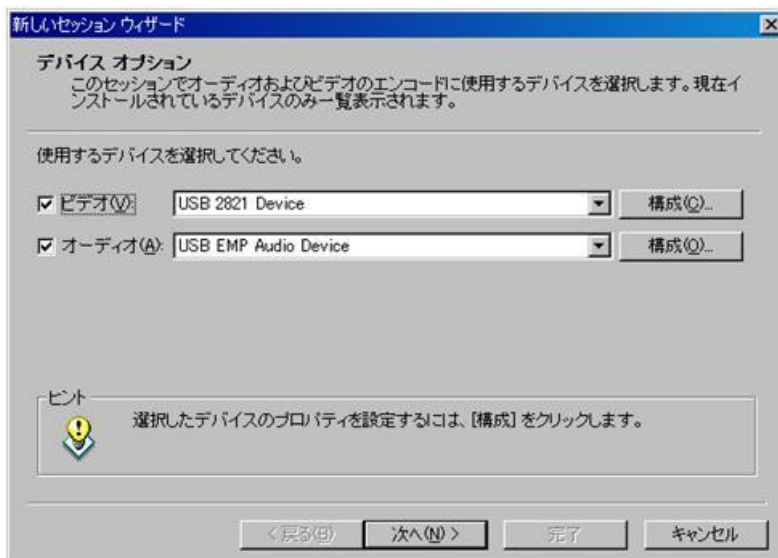 新しいセッション ウィザード
デバイス オプション
このセッションでオーディオおよびビデオのエンコードに使用するデバイスを選択します。現在イ
ンストールされているデバイスのみ一覧表示されます。
使用するデバイスを選択してください。
ビデオ(V): USB 2821 Device 構成(C)...
オーディオ(A): USB EMP Audio Device 構成(O)...
ヒント
選択したデバイスのプロパティを設定するには、[構成] をクリックします。
< 戻る(B) 次へ(N) > 完了 キャンセル